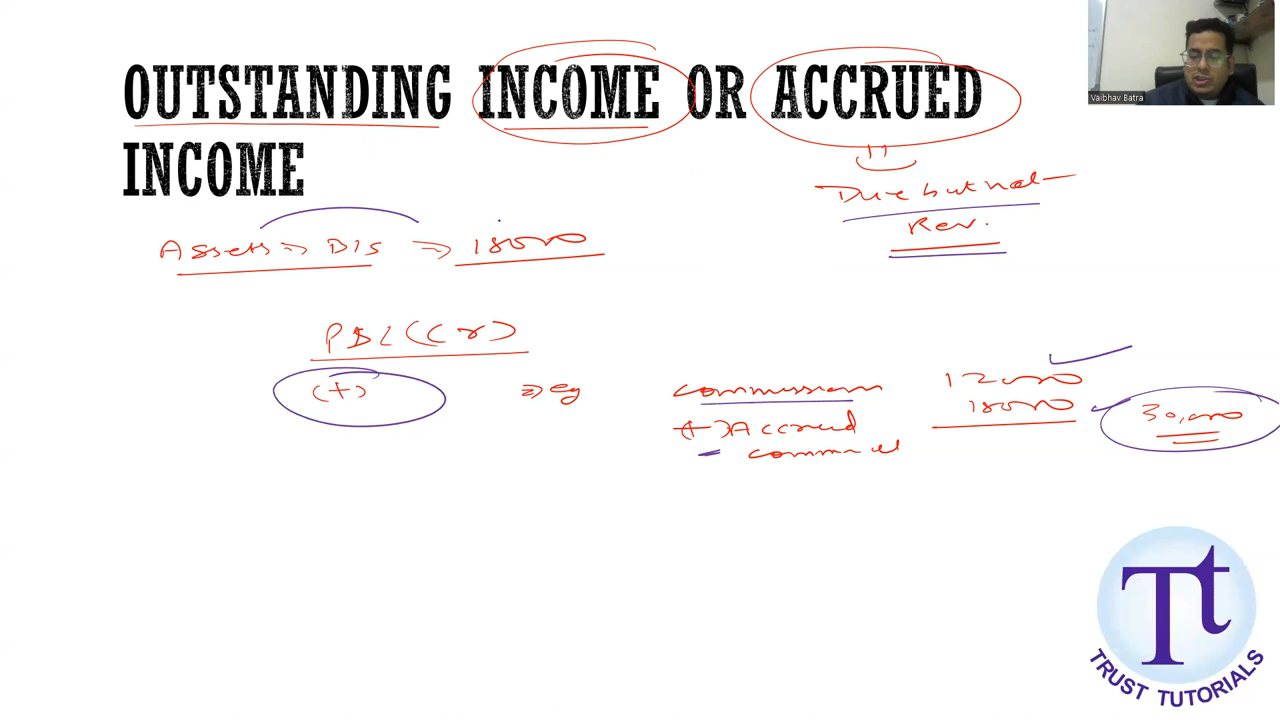 OUTSTANDING INCOME OR ACCRUED
INCOME
Vaibhav Batra
Due but not
Rev.
Assets => B/S => 18000
P&L (Cr)
(+) => eg
commission 12000
(+) Accrued 18000 30,000
TRUST TUTORIALS